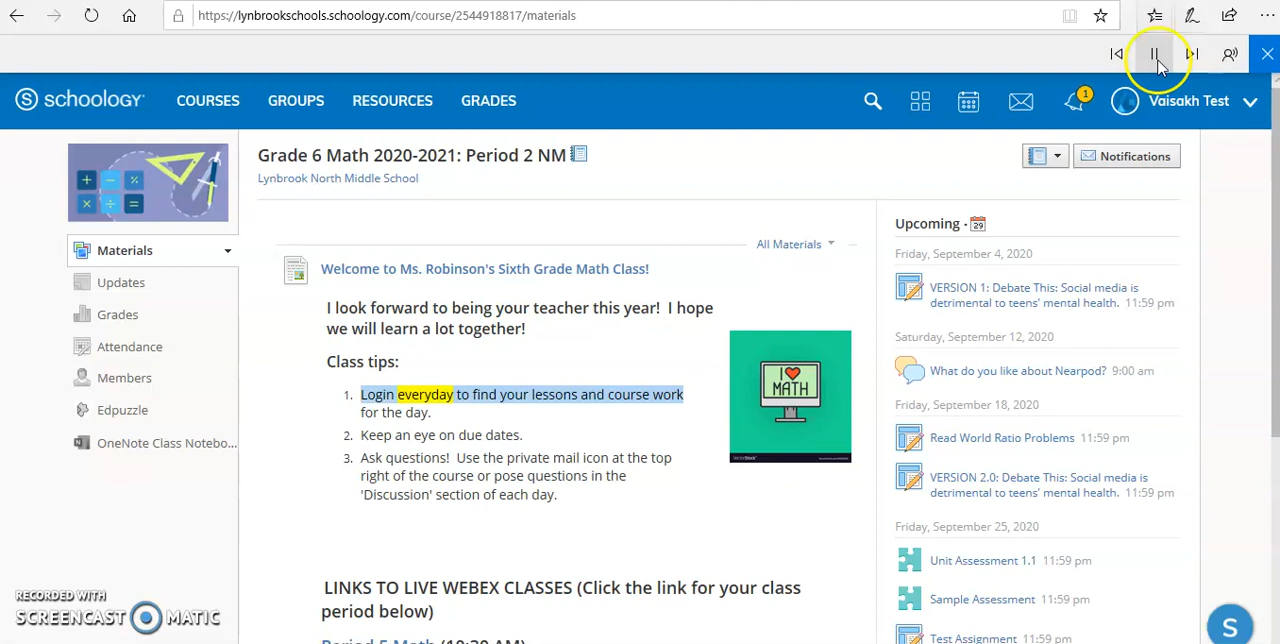 https://lynbrookschools.schoology.com/course/2544918817/materials
S schoology
COURSES GROUPS RESOURCES GRADES
1
Vaisakh Test
Grade 6 Math 2020-2021: Period 2 NM
Lynbrook North Middle School
Notifications
Materials
Updates
Grades
Attendance
Members
Edpuzzle
OneNote Class Notebo...
All Materials
Welcome to Ms. Robinson's Sixth Grade Math Class!
I look forward to being your teacher this year! I hope
we will learn a lot together!
Class tips:
1. Login everyday to find your lessons and course work
for the day.
2. Keep an eye on due dates.
3. Ask questions! Use the private mail icon at the top
right of the course or pose questions in the
'Discussion' section of each day.
I
MATH
VectorStock
LINKS TO LIVE WEBEX CLASSES (Click the link for your class
period below)
Period 5 Math (10:30 AM)
Upcoming · 29
Friday, September 4, 2020
VERSION 1: Debate This: Social media is
detrimental to teens' mental health. 11:59 pm
Saturday, September 12, 2020
What do you like about Nearpod? 9:00 am
Friday, September 18, 2020
Read World Ratio Problems 11:59 pm
VERSION 2.0: Debate This: Social media is
detrimental to teens' mental health. 11:59 pm
Friday, September 25, 2020
Unit Assessment 1.1 11:59 pm
Sample Assessment 11:59 pm
Test Assignment 11:59 pm
S
RECORDED WITH
SCREENCAST MATIC